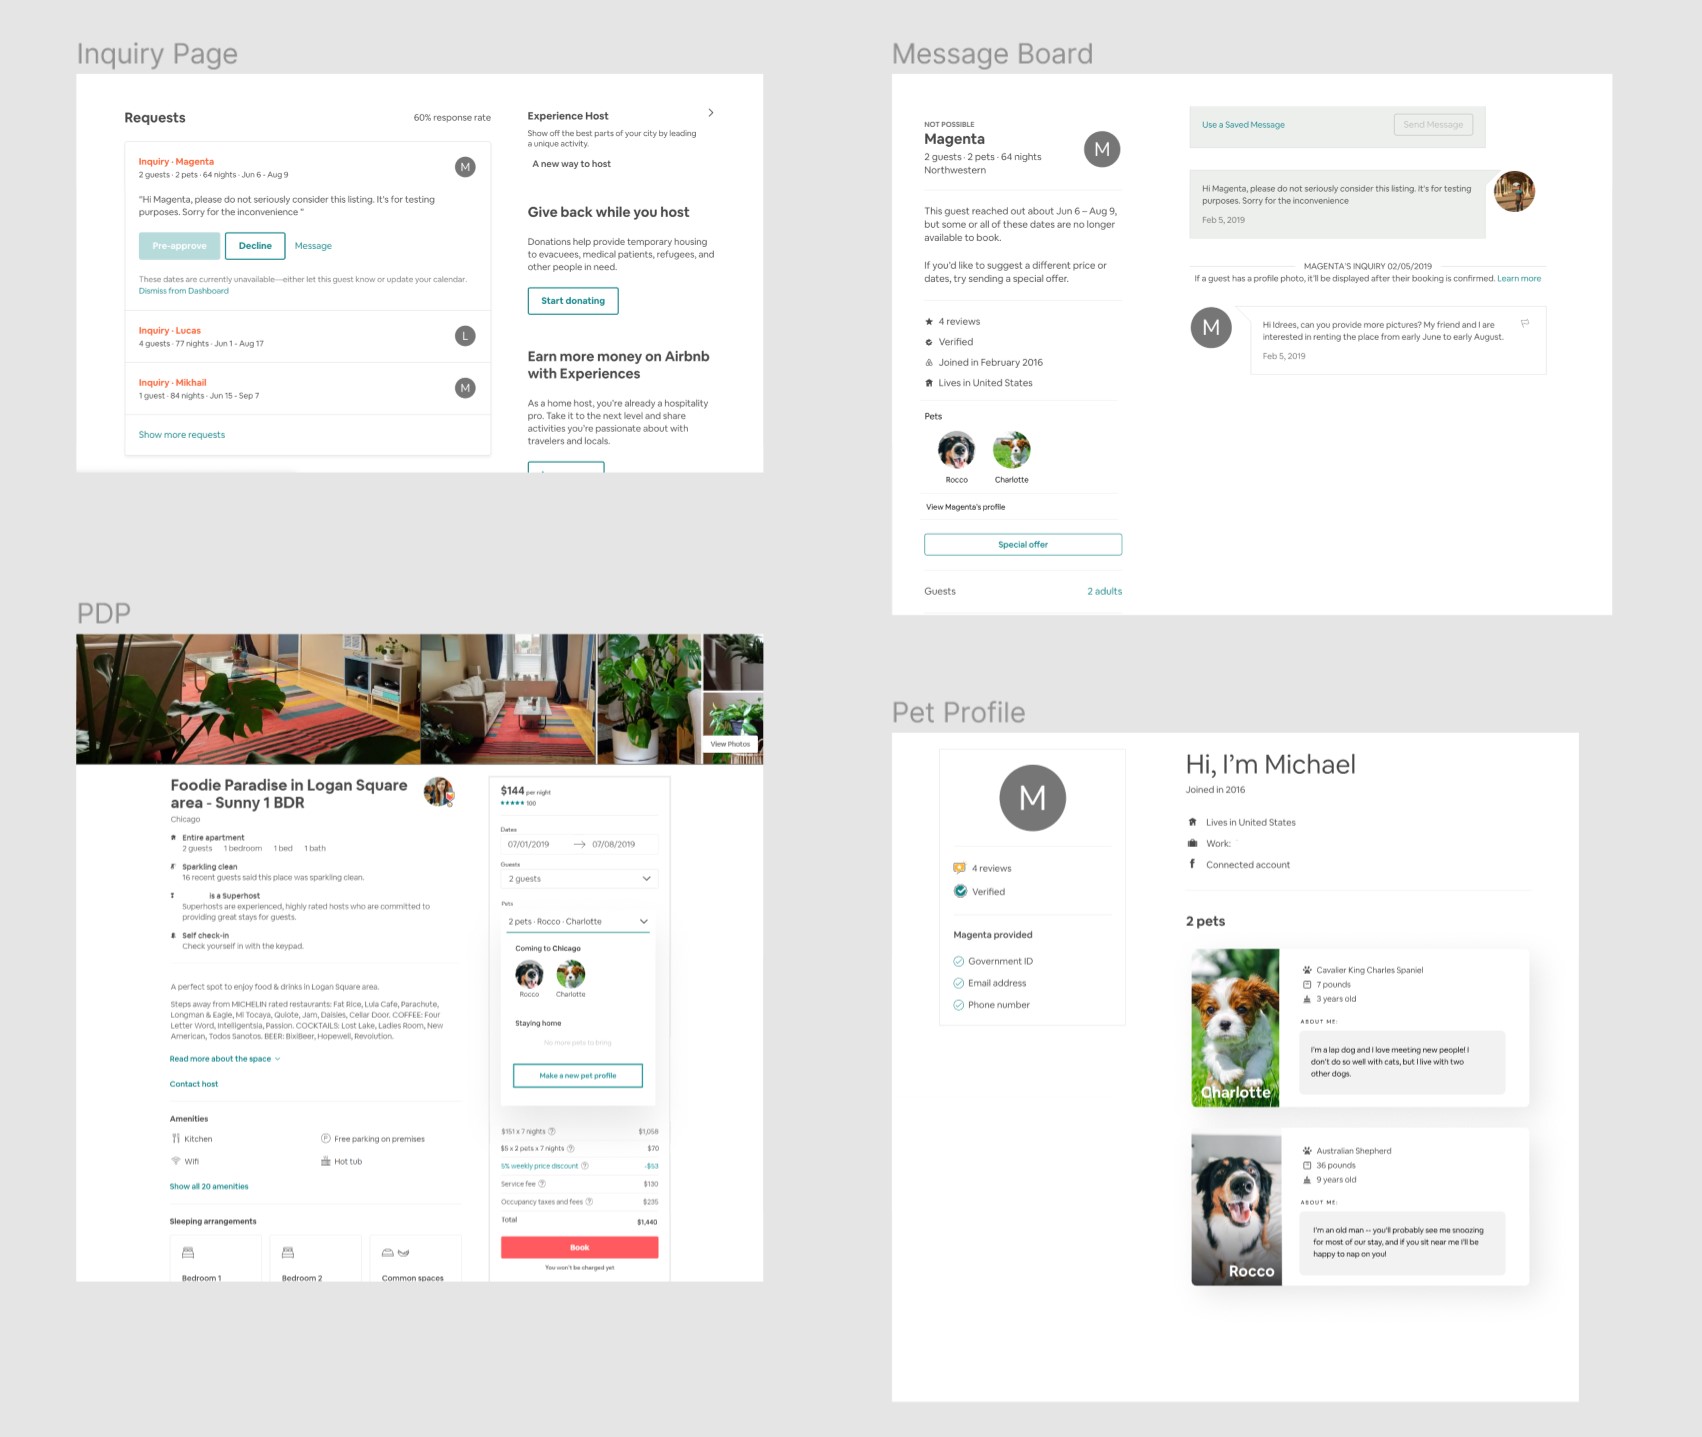 Inquiry Page
Requests
60% response rate
Inquiry · Magenta
2 guests · 2 pets · 64 nights · Jun 6 - Aug 9
M
“Hi Magenta, please do not seriously consider this listing. It's for testing
purposes. Sorry for the inconvenience “
Pre-approve
Decline
Message
These dates are currently unavailable—either let this guest know or update your calendar.
Dismiss from Dashboard
Inquiry · Lucas
4 guests · 77 nights · Jun 1 - Aug 17
L
Inquiry · Mikhail
1 guest · 84 nights · Jun 15 - Sep 7
M
Show more requests
Experience Host
Show off the best parts of your city by leading
a unique activity.
A new way to host
Give back while you host
Donations help provide temporary housing
to evacuees, medical patients, refugees, and
other people in need.
Start donating
Earn more money on Airbnb
with Experiences
As a home host, you're already a hospitality
pro. Take it to the next level and share
activities you're passionate about with
travelers and locals.
Message Board
NOT POSSIBLE
Magenta
2 guests · 2 pets · 64 nights
Northwestern
M
This guest reached out about Jun 6 – Aug 9,
but some or all of these dates are no longer
available to book.
If you'd like to suggest a different price or
dates, try sending a special offer.
4 reviews
Verified
Joined in February 2016
Lives in United States
Pets
Rocco
Charlotte
View Magenta's profile
Special offer
Guests
2 adults
Use a Saved Message
Send Message
Hi Magenta, please do not seriously consider this listing. It's for testing
purposes. Sorry for the inconvenience
Feb 5, 2019
MAGENTA'S INQUIRY 02/05/2019
If a guest has a profile photo, it'll be displayed after their booking is confirmed. Learn more
M
Hi Idrees, can you provide more pictures? My friend and I are
interested in renting the place from early June to early August.
Feb 5, 2019
PDP
View Photos
Foodie Paradise in Logan Square
area - Sunny 1 BDR
Chicago
Entire apartment
2 guests 1 bedroom 1 bed 1 bath
Sparkling clean
16 recent guests said this place was sparkling clean.
is a Superhost
Superhosts are experienced, highly rated hosts who are committed to
providing great stays for guests.
Self check-in
Check yourself in with the keypad.
A perfect spot to enjoy food & drinks in Logan Square area.
Steps away from MICHELIN rated restaurants: Fat Rice, Lula Cafe, Parachute,
Longman & Eagle, Mi Tocaya, Quiote, Jam, Daisies, Cellar Door. COFFEE: Four
Letter Word, Intelligentsia, Passion. COCKTAILS: Lost Lake, Ladies Room, New
American, Todos Sanotos. BEER: BixiBeer, Hopewell, Revolution.
Read more about the space
Contact host
Amenities
Kitchen
Free parking on premises
Wifi
Hot tub
Show all 20 amenities
Sleeping arrangements
Bedroom 1
Bedroom 2
Common spaces
$144 per night
100
Dates
07/01/2019
07/08/2019
Guests
2 guests
Pets
2 pets · Rocco · Charlotte
Coming to Chicago
Rocco
Charlotte
Staying home
No more pets to bring
Make a new pet profile
$151 x 7 nights
$1,058
$5 x 2 pets x 7 nights
$70
5% weekly price discount
-$53
Service fee
$130
Occupancy taxes and fees
$235
Total
$1,440
Book
You won't be charged yet
Pet Profile
M
4 reviews
Verified
Magenta provided
Government ID
Email address
Phone number
Hi, I'm Michael
Joined in 2016
Lives in United States
Work:
Connected account
2 pets
Charlotte
Cavalier King Charles Spaniel
7 pounds
3 years old
ABOUT ME:
I'm a lap dog and I love meeting new people! I
don't do so well with cats, but I live with two
other dogs.
Rocco
Australian Shepherd
36 pounds
9 years old
ABOUT ME:
I'm an old man -- you'll probably see me snoozing
for most of our stay, and if you sit near me I'll be
happy to nap on you!